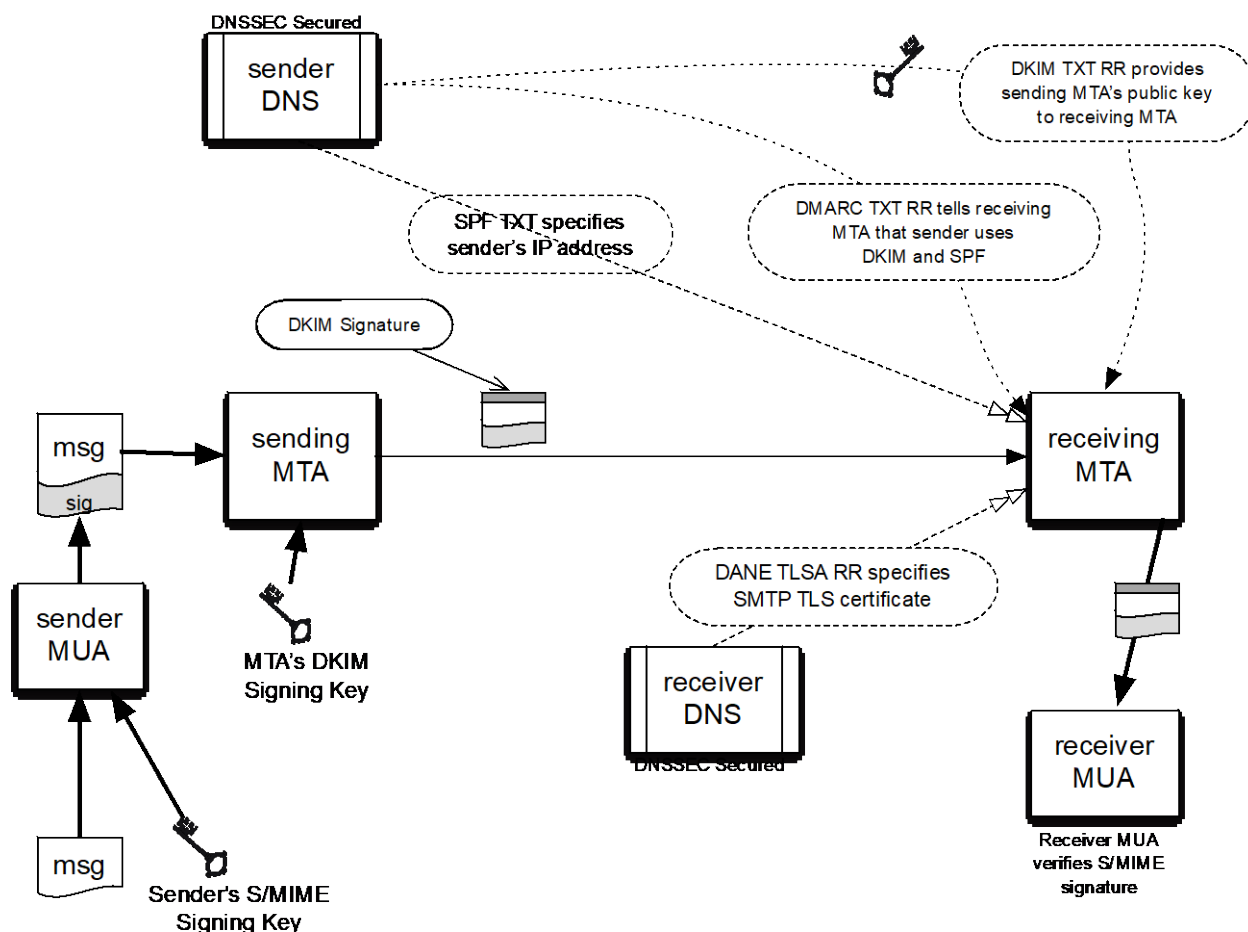 DNSSEC Secured
sender
DNS
DKIM TXT RR provides
sending MTA's public key
to receiving MTA
SPF TXT specifies
sender's IP address
DMARC TXT RR tells receiving
MTA that sender uses
DKIM and SPF
DKIM Signature
msg
sig
sending
MTA
receiving
MTA
sender
MUA
MTA's DKIM
Signing Key
DANE TLSA RR specifies
SMTP TLS certificate
receiver
DNS
DNSSEC Secured
receiver
MUA
Receiver MUA
verifies S/MIME
signature
msg
Sender's S/MIME
Signing Key